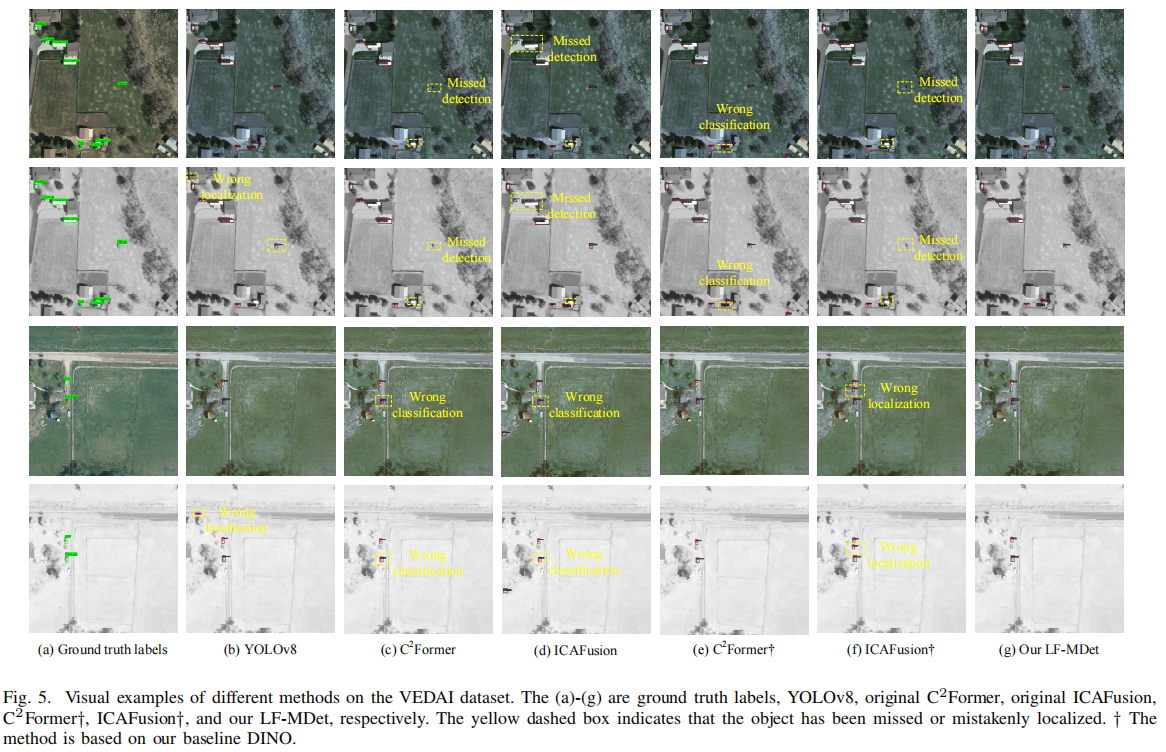 Missed
detection
Missed
detection
Wrong
classification
Missed
detection
Wrong
localization
Missed
detection
Missed
detection
Wrong
classification
Missed
detection
Wrong
classification
Wrong
classification
Wrong
localization
Wrong
localization
Wrong
classification
Wrong
classification
Wrong
localization
(a) Ground truth labels
(b) YOLOv8
(c) C²Former
(d) ICAFusion
(e) C²Former†
(f) ICAFusion†
(g) Our LF-MDet
Fig. 5. Visual examples of different methods on the VEDAI dataset. The (a)-(g) are ground truth labels, YOLOv8, original C²Former, original ICAFusion,
C²Former†, ICAFusion†, and our LF-MDet, respectively. The yellow dashed box indicates that the object has been missed or mistakenly localized. † The
method is based on our baseline DINO.